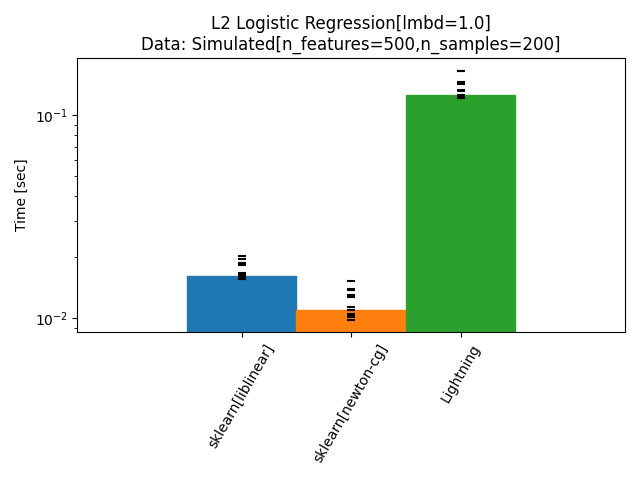 L2 Logistic Regression[lmbd=1.0]
Data: Simulated[n_features=500,n_samples=200]
Time [sec]
10⁻¹
10⁻²
sklearn[liblinear]
sklearn[newton-cg]
Lightning